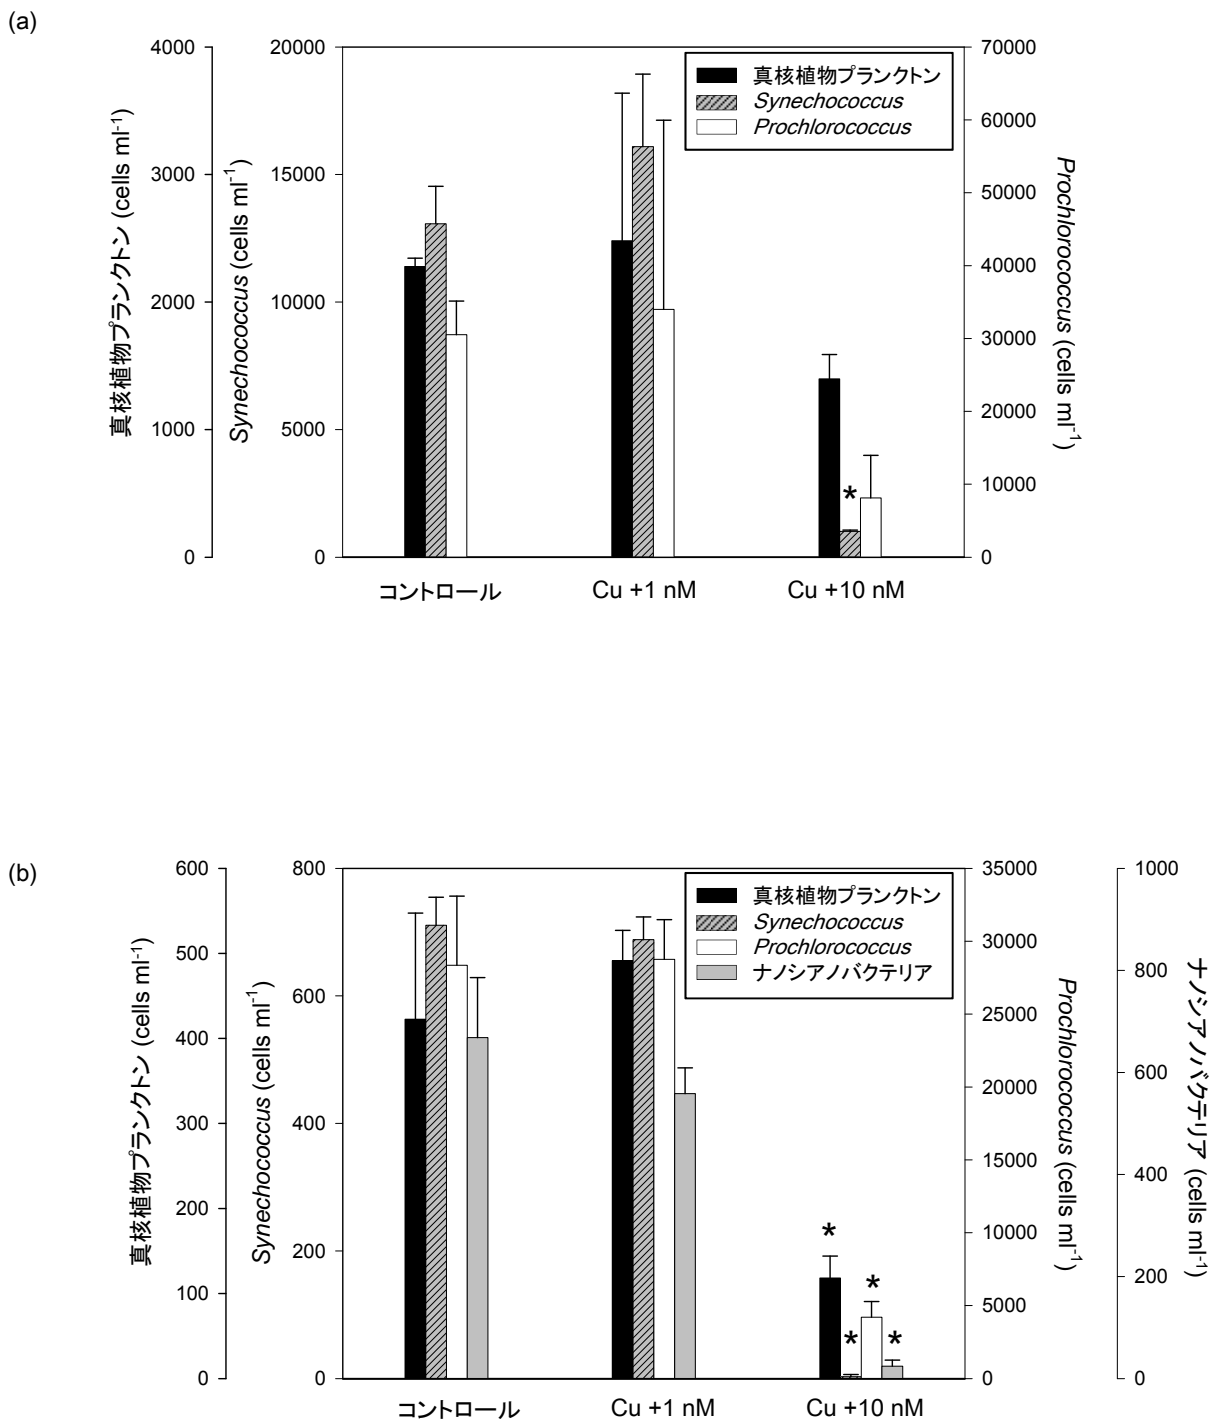 (a)
4000
3000
2000
1000
0
真核植物プランクトン (cells ml-1)
20000
15000
10000
5000
0
Synechococcus (cells ml-1)
真核植物プランクトン
Synechococcus
Prochlorococcus
*
70000
60000
50000
40000
30000
20000
10000
0
Prochlorococcus (cells ml-1)
コントロール
Cu +1 nM
Cu +10 nM
(b)
600
500
400
300
200
100
0
真核植物プランクトン (cells ml-1)
800
600
400
200
0
Synechococcus (cells ml-1)
真核植物プランクトン
Synechococcus
Prochlorococcus
ナノシアノバクテリア
*
*
*
*
35000
30000
25000
20000
15000
10000
5000
0
Prochlorococcus (cells ml-1)
1000
800
600
400
200
0
ナノシアノバクテリア (cells ml-1)
コントロール
Cu +1 nM
Cu +10 nM